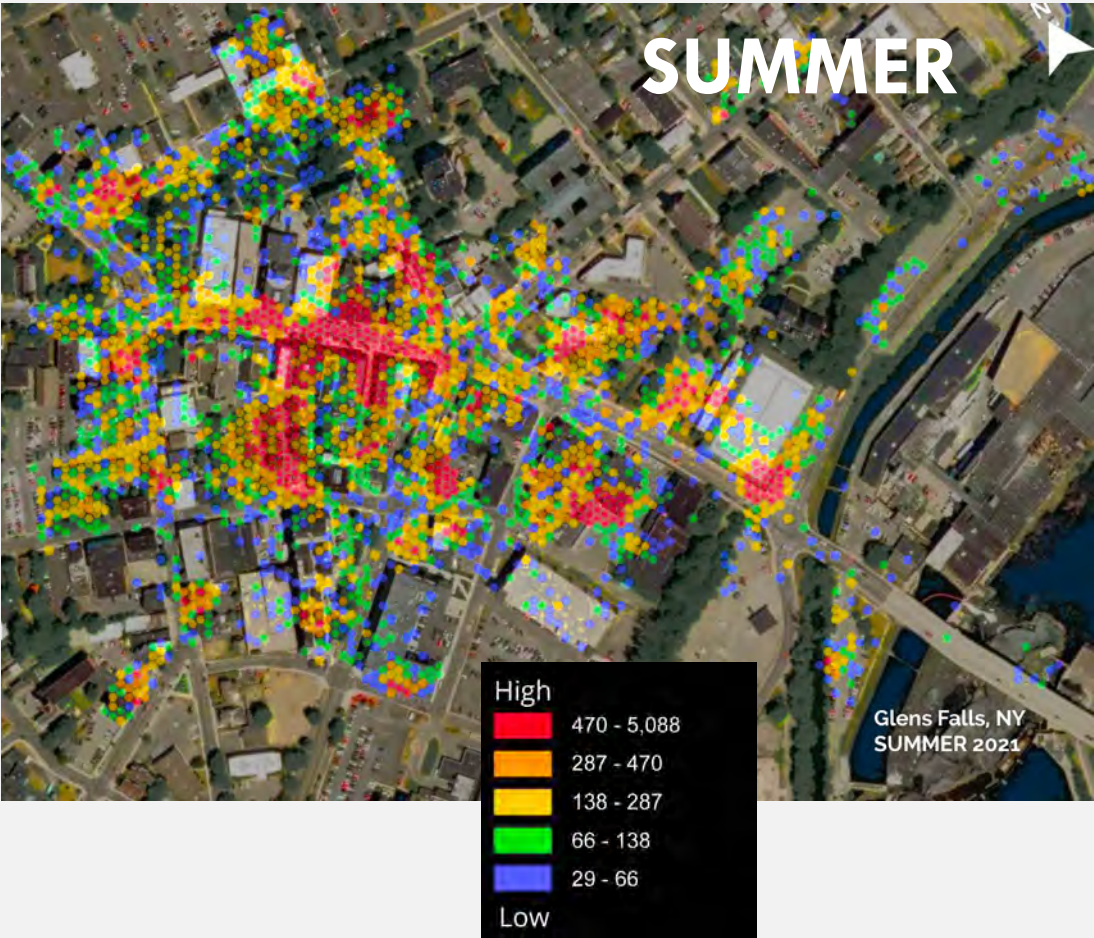 SUMMER
N
Glens Falls, NY
SUMMER 2021
High
470 - 5,088
287 - 470
138 - 287
66 - 138
29 - 66
Low